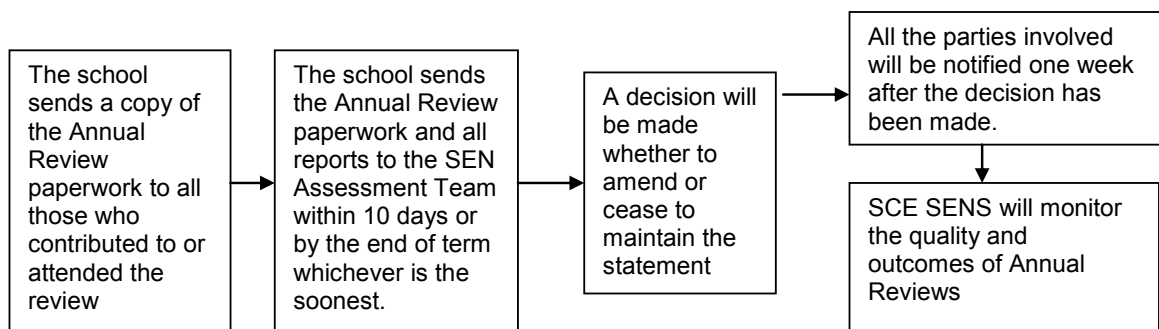 The school
sends a copy of
the Annual
Review
paperwork to all
those who
contributed to or
attended the
review
The school sends
the Annual Review
paperwork and all
reports to the SEN
Assessment Team
within 10 days or
by the end of term
whichever is the
soonest.
A decision will
be made
whether to
amend or
cease to
maintain the
statement
All the parties involved
will be notified one week
after the decision has
been made.
SCE SENS will monitor
the quality and
outcomes of Annual
Reviews